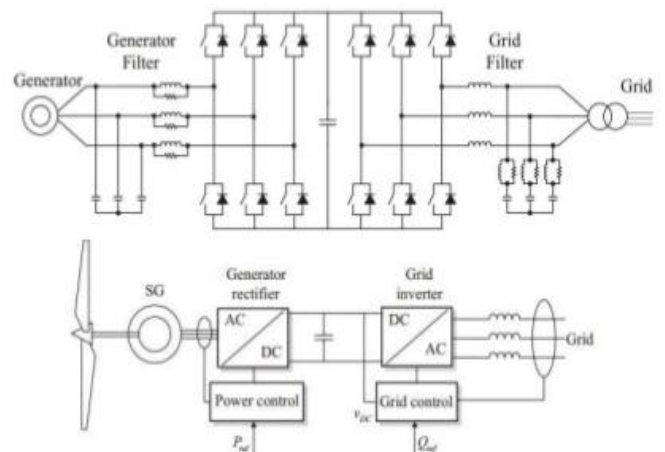 Generator
Filter
Grid
Filter
Generator
Grid
SG
Generator
rectifier
Grid
inverter
AC
DC
DC
AC
Grid
Power control
Grid control
v_DC
P_ref
Q_ref